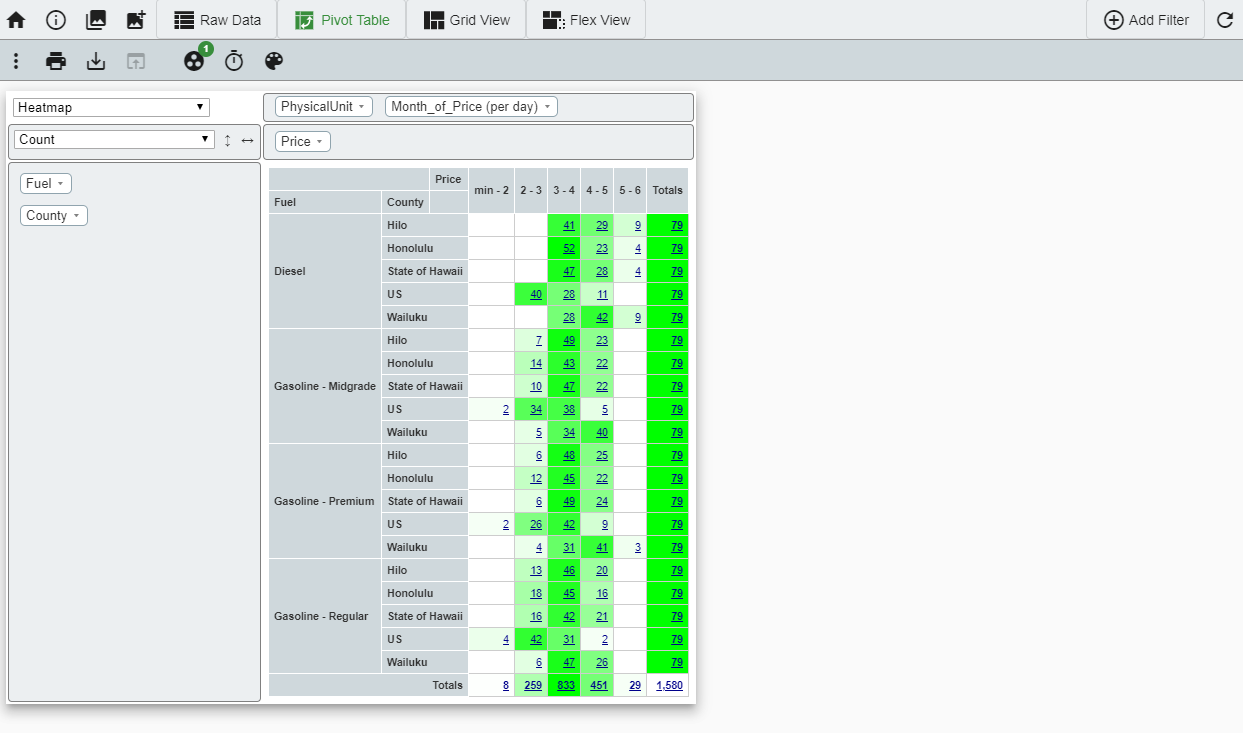 Raw Data Pivot Table Grid View Flex View Add Filter
1
Heatmap PhysicalUnit Month_of_Price (per day)
Count Price
Fuel
County
Price min - 2 2 - 3 3 - 4 4 - 5 5 - 6 Totals
Fuel County
Diesel
Hilo 41 29 9 79
Honolulu 52 23 4 79
State of Hawaii 47 28 4 79
US 40 28 11 79
Wailuku 28 42 9 79
Gasoline - Midgrade
Hilo 7 49 23 79
Honolulu 14 43 22 79
State of Hawaii 10 47 22 79
US 2 34 38 5 79
Wailuku 5 34 40 79
Gasoline - Premium
Hilo 6 48 25 79
Honolulu 12 45 22 79
State of Hawaii 6 49 24 79
US 2 26 42 9 79
Wailuku 4 31 41 3 79
Gasoline - Regular
Hilo 13 46 20 79
Honolulu 18 45 16 79
State of Hawaii 16 42 21 79
US 4 42 31 2 79
Wailuku 6 47 26 79
Totals 8 259 833 451 29 1,580